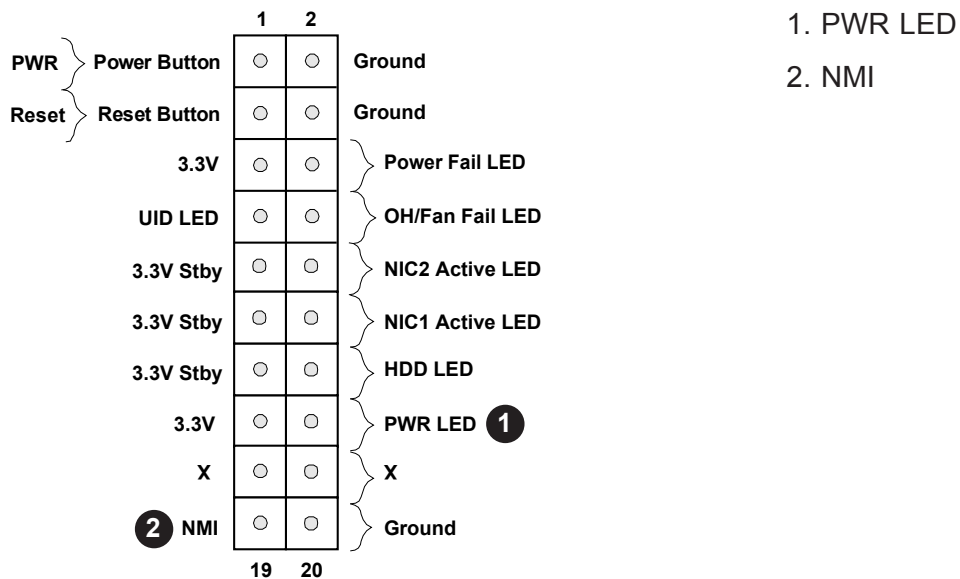 1 2
PWR Power Button Ground
Reset Reset Button Ground
3.3V Power Fail LED
UID LED OH/Fan Fail LED
3.3V Stby NIC2 Active LED
3.3V Stby NIC1 Active LED
3.3V Stby HDD LED
3.3V PWR LED 1
X X
2 NMI Ground
19 20
1. PWR LED
2. NMI